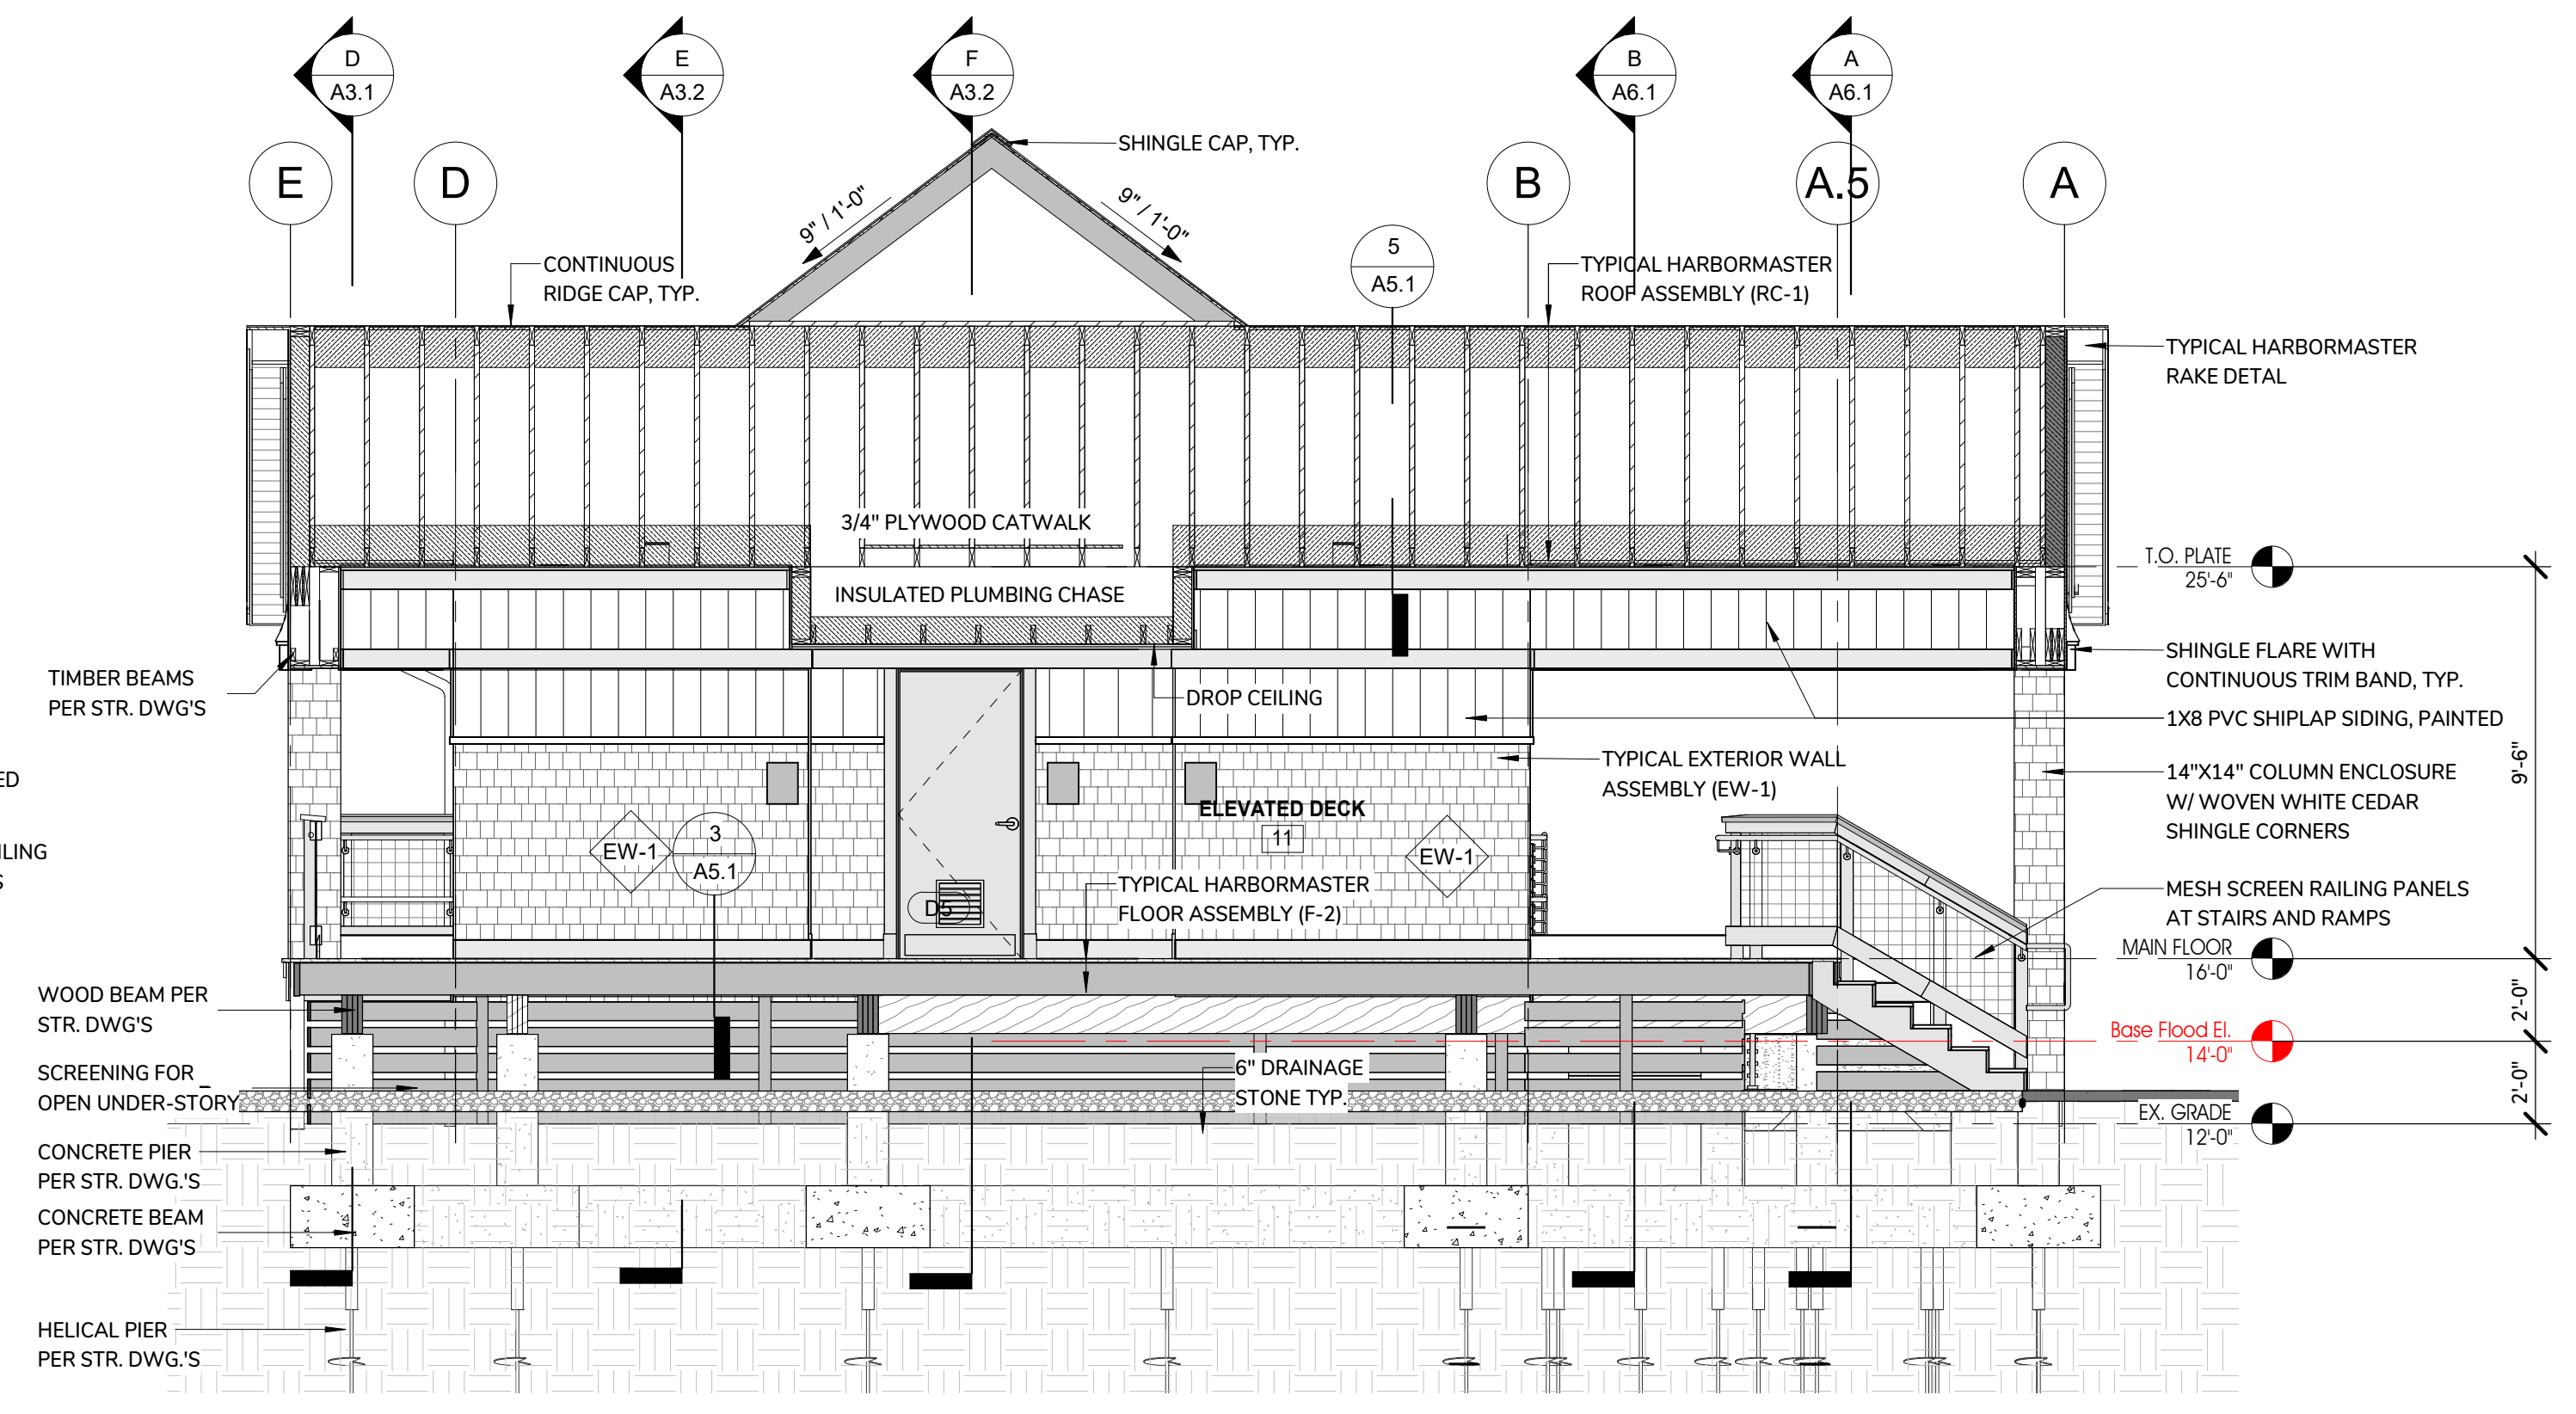 D
A3.1
E
A3.2
F
A3.2
B
A6.1
A
A6.1
SHINGLE CAP, TYP.
E
D
B
A.5
A
9" / 1'-0"
9" / 1'-0"
5
A5.1
CONTINUOUS
RIDGE CAP, TYP.
TYPICAL HARBORMASTER
ROOF ASSEMBLY (RC-1)
TYPICAL HARBORMASTER
RAKE DETAL
3/4" PLYWOOD CATWALK
INSULATED PLUMBING CHASE
T.O. PLATE
25'-6"
TIMBER BEAMS
PER STR. DWG'S
DROP CEILING
SHINGLE FLARE WITH
CONTINUOUS TRIM BAND, TYP.
1X8 PVC SHIPLAP SIDING, PAINTED
9'-6"
TYPICAL EXTERIOR WALL
ASSEMBLY (EW-1)
14"X14" COLUMN ENCLOSURE
W/ WOVEN WHITE CEDAR
SHINGLE CORNERS
ED
ILING
S
ELEVATED DECK
11
EW-1
3
A5.1
EW-1
D5
TYPICAL HARBORMASTER
FLOOR ASSEMBLY (F-2)
MESH SCREEN RAILING PANELS
AT STAIRS AND RAMPS
MAIN FLOOR
16'-0"
WOOD BEAM PER
STR. DWG'S
2'-0"
Base Flood El.
14'-0"
SCREENING FOR
OPEN UNDER-STORY
6" DRAINAGE
STONE TYP.
2'-0"
EX. GRADE
12'-0"
CONCRETE PIER
PER STR. DWG.'S
CONCRETE BEAM
PER STR. DWG'S
HELICAL PIER
PER STR. DWG.'S